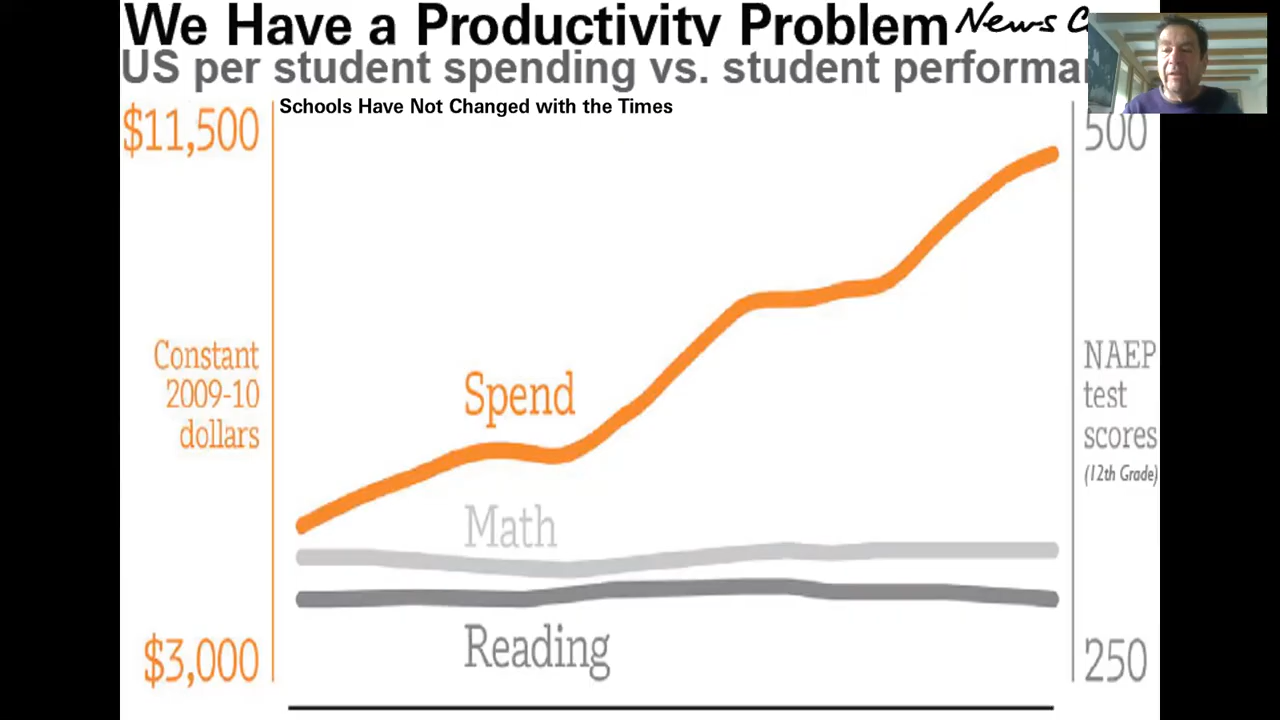 We Have a Productivity Problem News
US per student spending vs. student
Schools Have Not Changed with the Times
$11,500
500
Constant
2009-10
dollars
NAEP
test
scores
(12th Grade)
Spend
Math
Reading
$3,000
250